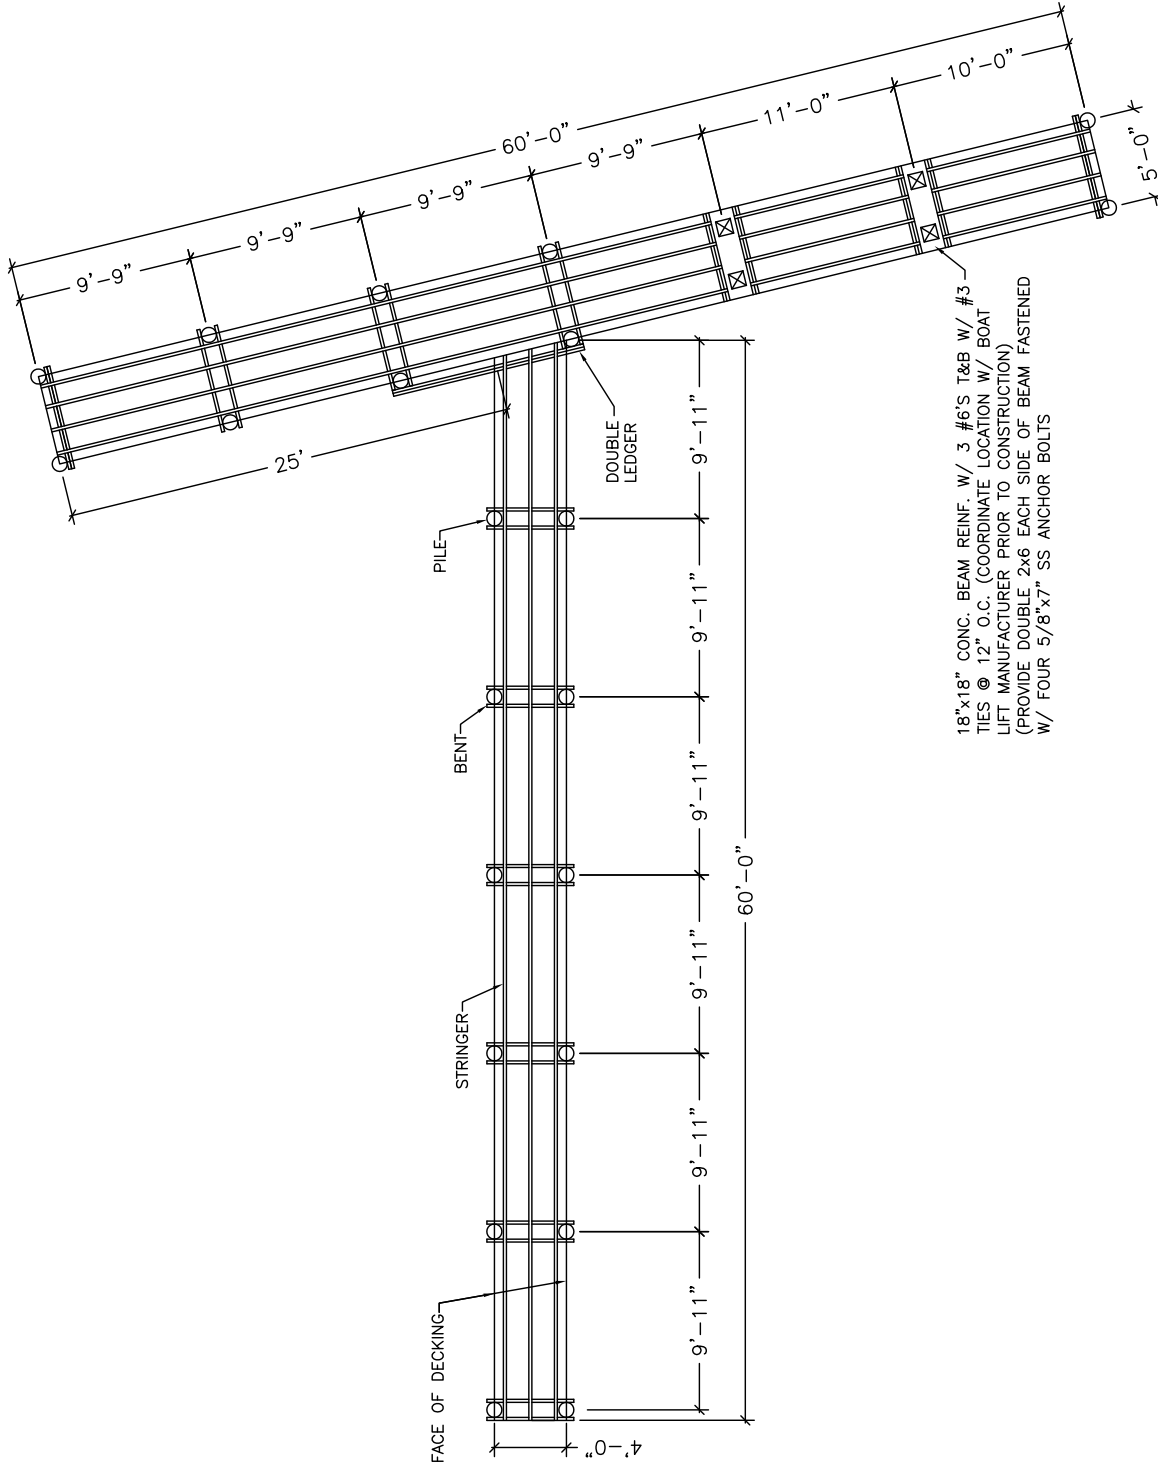 60'-0"
10'-0"
11'-0"
9'-9"
9'-9"
9'-9"
9'-9"
5'-0"
25'
DOUBLE
LEDGER
PILE
BENT
STRINGER
FACE OF DECKING
9'-11"
9'-11"
9'-11"
9'-11"
9'-11"
9'-11"
60'-0"
4'-0"
18"x18" CONC. BEAM REINF. W/ 3 #6'S T&B W/ #3
TIES @ 12" O.C. (COORDINATE LOCATION W/ BOAT
LIFT MANUFACTURER PRIOR TO CONSTRUCTION)
(PROVIDE DOUBLE 2x6 EACH SIDE OF BEAM FASTENED
W/ FOUR 5/8"x7" SS ANCHOR BOLTS